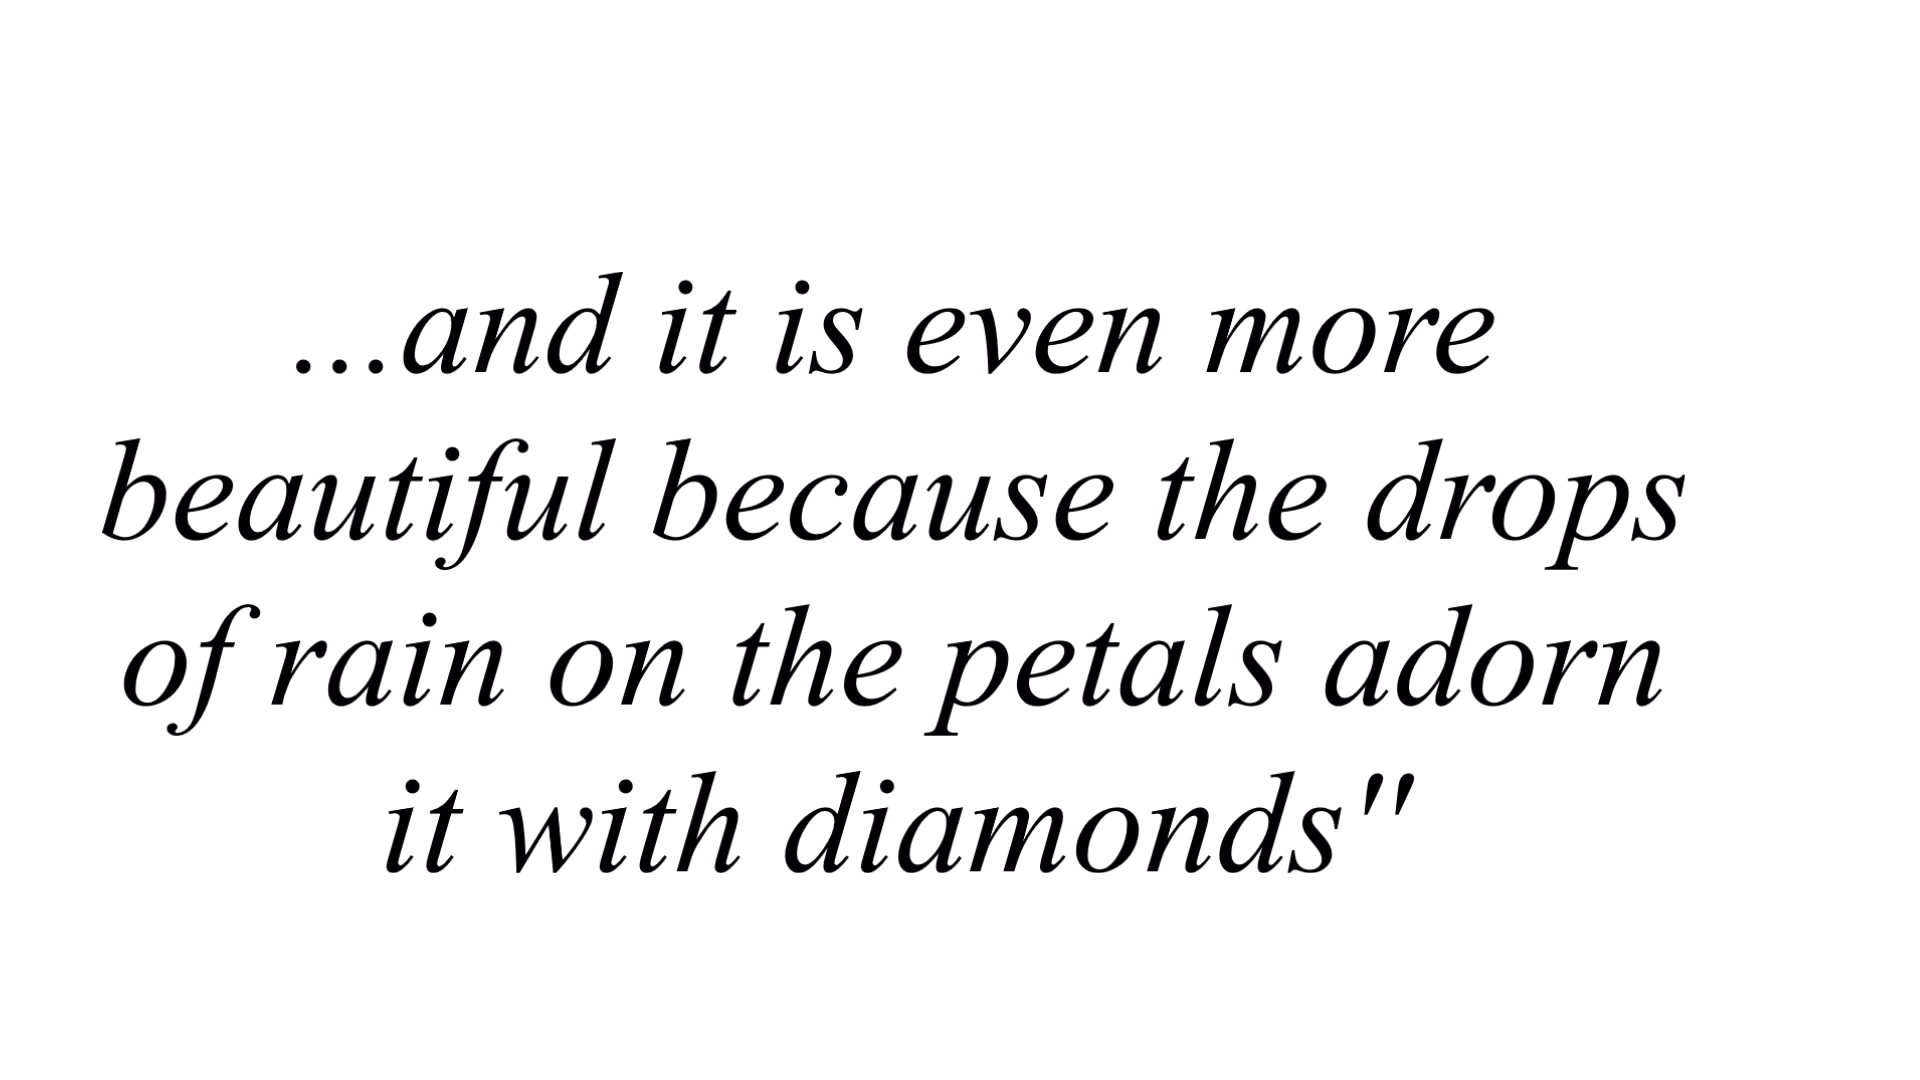 ...and it is even more
beautiful because the drops
of rain on the petals adorn
it with diamonds"